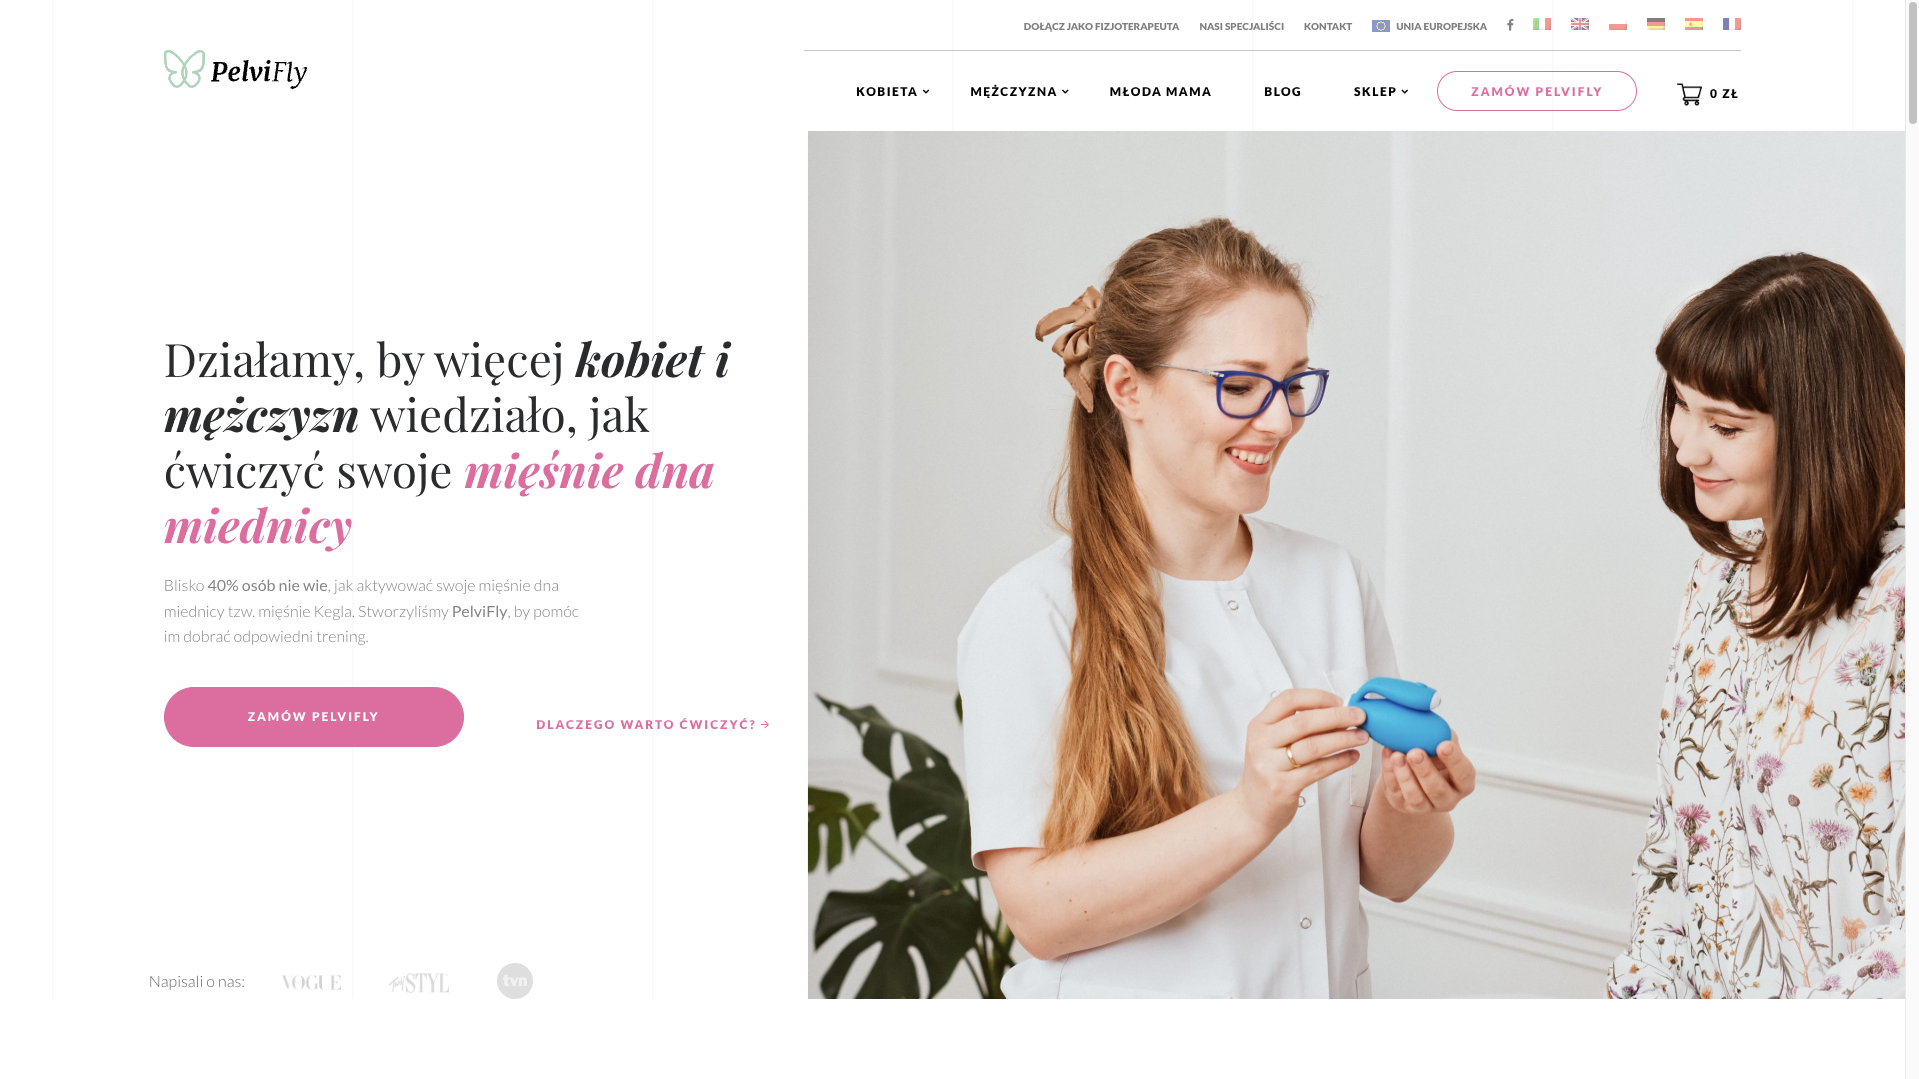 DOŁĄCZ JAKO FIZJOTERAPEUTA NASI SPECJALIŚCI KONTAKT UNIA EUROPEJSKA
PelviFly
KOBIETA MĘŻCZYZNA MŁODA MAMA BLOG SKLEP ZAMÓW PELVIFLY 0 ZŁ
Działamy, by więcej kobiet i
mężczyzn wiedziało, jak
ćwiczyć swoje mięśnie dna
miednicy
Blisko 40% osób nie wie, jak aktywować swoje mięśnie dna
miednicy tzw. mięśnie Kegla. Stworzyliśmy PelviFly, by pomóc
im dobrać odpowiedni trening.
ZAMÓW PELVIFLY
DLACZEGO WARTO ĆWICZYĆ? →
Napisali o nas: VOGUE Twój STYL tvn